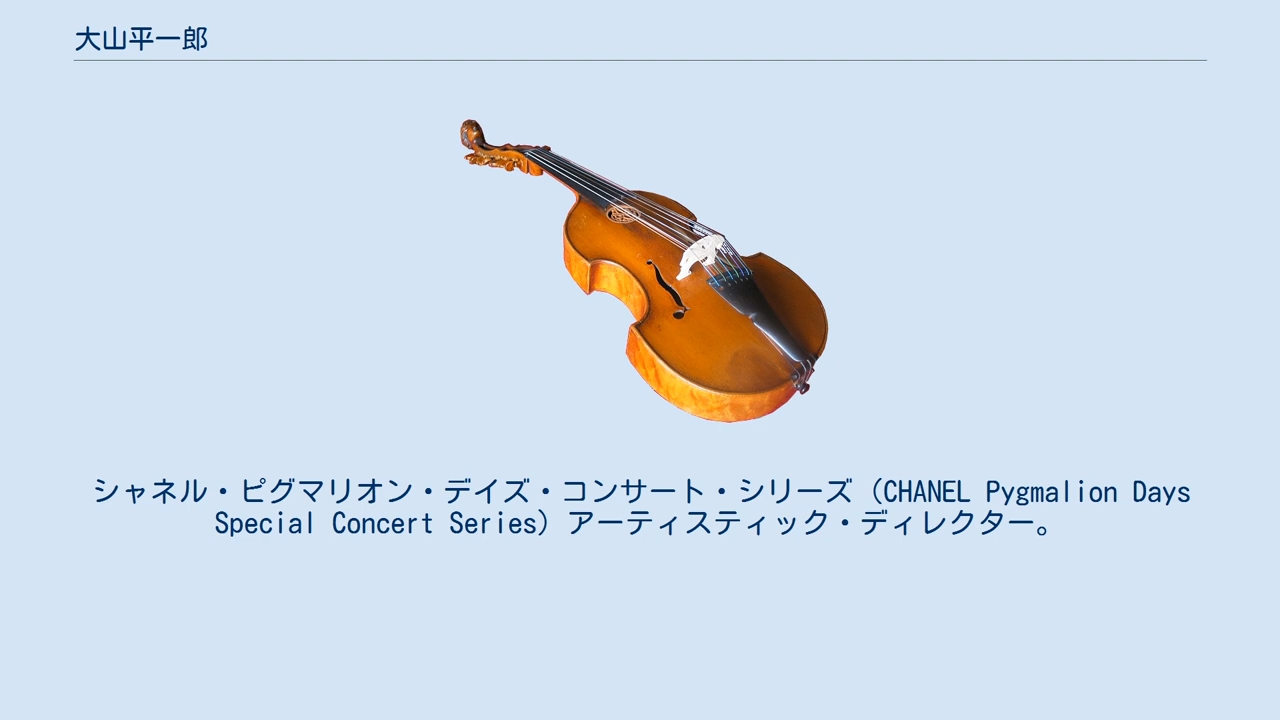 大山平一郎
シャネル・ピグマリオン・デイズ・コンサート・シリーズ（CHANEL Pygmalion Days
Special Concert Series）アーティスティック・ディレクター。